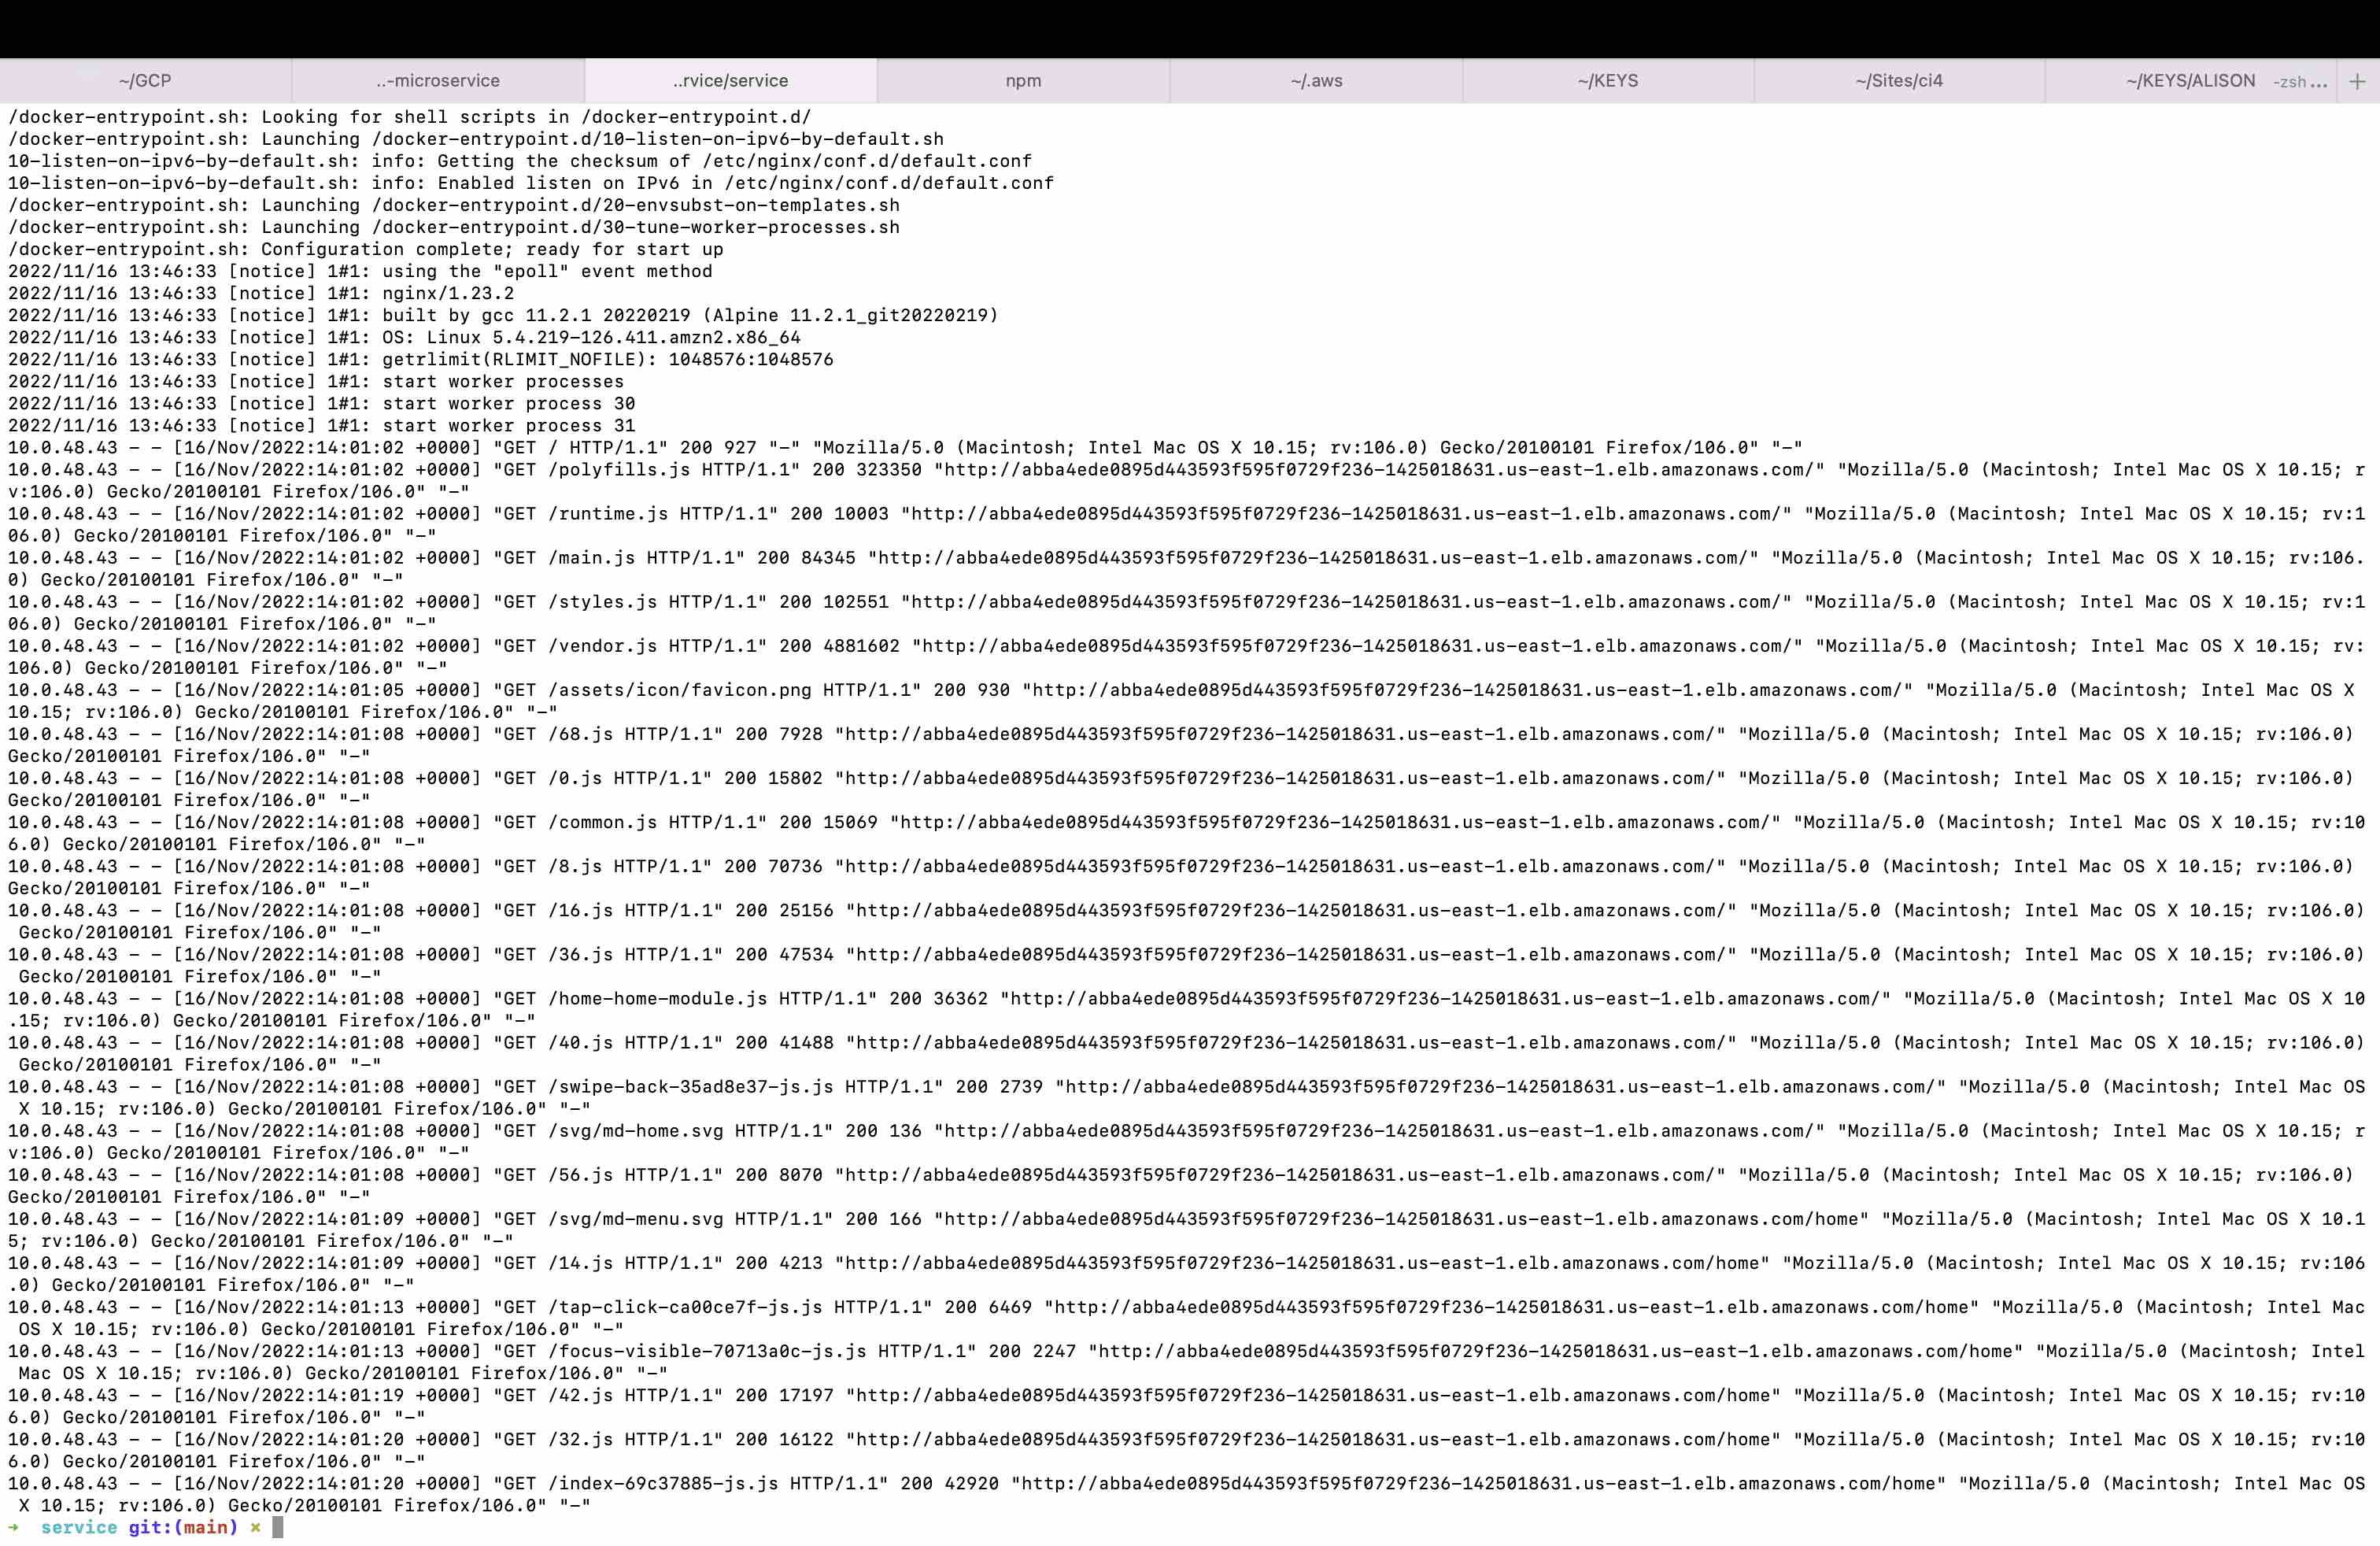 ~/GCP
..-microservice
..rvice/service
npm
~/.aws
~/KEYS
~/Sites/ci4
~/KEYS/ALISON
-zsh ...
+
/docker-entrypoint.sh: Looking for shell scripts in /docker-entrypoint.d/
/docker-entrypoint.sh: Launching /docker-entrypoint.d/10-listen-on-ipv6-by-default.sh
10-listen-on-ipv6-by-default.sh: info: Getting the checksum of /etc/nginx/conf.d/default.conf
10-listen-on-ipv6-by-default.sh: info: Enabled listen on IPv6 in /etc/nginx/conf.d/default.conf
/docker-entrypoint.sh: Launching /docker-entrypoint.d/20-envsubst-on-templates.sh
/docker-entrypoint.sh: Launching /docker-entrypoint.d/30-tune-worker-processes.sh
/docker-entrypoint.sh: Configuration complete; ready for start up
2022/11/16 13:46:33 [notice] 1#1: using the "epoll" event method
2022/11/16 13:46:33 [notice] 1#1: nginx/1.23.2
2022/11/16 13:46:33 [notice] 1#1: built by gcc 11.2.1 20220219 (Alpine 11.2.1_git20220219)
2022/11/16 13:46:33 [notice] 1#1: OS: Linux 5.4.219-126.411.amzn2.x86_64
2022/11/16 13:46:33 [notice] 1#1: getrlimit(RLIMIT_NOFILE): 1048576:1048576
2022/11/16 13:46:33 [notice] 1#1: start worker processes
2022/11/16 13:46:33 [notice] 1#1: start worker process 30
2022/11/16 13:46:33 [notice] 1#1: start worker process 31
10.0.48.43 - - [16/Nov/2022:14:01:02 +0000] "GET / HTTP/1.1" 200 927 "-" "Mozilla/5.0 (Macintosh; Intel Mac OS X 10.15; rv:106.0) Gecko/20100101 Firefox/106.0" "-"
10.0.48.43 - - [16/Nov/2022:14:01:02 +0000] "GET /polyfills.js HTTP/1.1" 200 323350 "http://abba4ede0895d443593f595f0729f236-1425018631.us-east-1.elb.amazonaws.com/" "Mozilla/5.0 (Macintosh; Intel Mac OS X 10.15; r
v:106.0) Gecko/20100101 Firefox/106.0" "-"
10.0.48.43 - - [16/Nov/2022:14:01:02 +0000] "GET /runtime.js HTTP/1.1" 200 10003 "http://abba4ede0895d443593f595f0729f236-1425018631.us-east-1.elb.amazonaws.com/" "Mozilla/5.0 (Macintosh; Intel Mac OS X 10.15; rv:1
06.0) Gecko/20100101 Firefox/106.0" "-"
10.0.48.43 - - [16/Nov/2022:14:01:02 +0000] "GET /main.js HTTP/1.1" 200 84345 "http://abba4ede0895d443593f595f0729f236-1425018631.us-east-1.elb.amazonaws.com/" "Mozilla/5.0 (Macintosh; Intel Mac OS X 10.15; rv:106.
0) Gecko/20100101 Firefox/106.0" "-"
10.0.48.43 - - [16/Nov/2022:14:01:02 +0000] "GET /styles.js HTTP/1.1" 200 102551 "http://abba4ede0895d443593f595f0729f236-1425018631.us-east-1.elb.amazonaws.com/" "Mozilla/5.0 (Macintosh; Intel Mac OS X 10.15; rv:1
06.0) Gecko/20100101 Firefox/106.0" "-"
10.0.48.43 - - [16/Nov/2022:14:01:02 +0000] "GET /vendor.js HTTP/1.1" 200 4881602 "http://abba4ede0895d443593f595f0729f236-1425018631.us-east-1.elb.amazonaws.com/" "Mozilla/5.0 (Macintosh; Intel Mac OS X 10.15; rv:
106.0) Gecko/20100101 Firefox/106.0" "-"
10.0.48.43 - - [16/Nov/2022:14:01:05 +0000] "GET /assets/icon/favicon.png HTTP/1.1" 200 930 "http://abba4ede0895d443593f595f0729f236-1425018631.us-east-1.elb.amazonaws.com/" "Mozilla/5.0 (Macintosh; Intel Mac OS X
10.15; rv:106.0) Gecko/20100101 Firefox/106.0" "-"
10.0.48.43 - - [16/Nov/2022:14:01:08 +0000] "GET /68.js HTTP/1.1" 200 7928 "http://abba4ede0895d443593f595f0729f236-1425018631.us-east-1.elb.amazonaws.com/" "Mozilla/5.0 (Macintosh; Intel Mac OS X 10.15; rv:106.0)
Gecko/20100101 Firefox/106.0" "-"
10.0.48.43 - - [16/Nov/2022:14:01:08 +0000] "GET /0.js HTTP/1.1" 200 15802 "http://abba4ede0895d443593f595f0729f236-1425018631.us-east-1.elb.amazonaws.com/" "Mozilla/5.0 (Macintosh; Intel Mac OS X 10.15; rv:106.0)
Gecko/20100101 Firefox/106.0" "-"
10.0.48.43 - - [16/Nov/2022:14:01:08 +0000] "GET /common.js HTTP/1.1" 200 15069 "http://abba4ede0895d443593f595f0729f236-1425018631.us-east-1.elb.amazonaws.com/" "Mozilla/5.0 (Macintosh; Intel Mac OS X 10.15; rv:10
6.0) Gecko/20100101 Firefox/106.0" "-"
10.0.48.43 - - [16/Nov/2022:14:01:08 +0000] "GET /8.js HTTP/1.1" 200 70736 "http://abba4ede0895d443593f595f0729f236-1425018631.us-east-1.elb.amazonaws.com/" "Mozilla/5.0 (Macintosh; Intel Mac OS X 10.15; rv:106.0)
Gecko/20100101 Firefox/106.0" "-"
10.0.48.43 - - [16/Nov/2022:14:01:08 +0000] "GET /16.js HTTP/1.1" 200 25156 "http://abba4ede0895d443593f595f0729f236-1425018631.us-east-1.elb.amazonaws.com/" "Mozilla/5.0 (Macintosh; Intel Mac OS X 10.15; rv:106.0)
Gecko/20100101 Firefox/106.0" "-"
10.0.48.43 - - [16/Nov/2022:14:01:08 +0000] "GET /36.js HTTP/1.1" 200 47534 "http://abba4ede0895d443593f595f0729f236-1425018631.us-east-1.elb.amazonaws.com/" "Mozilla/5.0 (Macintosh; Intel Mac OS X 10.15; rv:106.0)
Gecko/20100101 Firefox/106.0" "-"
10.0.48.43 - - [16/Nov/2022:14:01:08 +0000] "GET /home-home-module.js HTTP/1.1" 200 36362 "http://abba4ede0895d443593f595f0729f236-1425018631.us-east-1.elb.amazonaws.com/" "Mozilla/5.0 (Macintosh; Intel Mac OS X 10
.15; rv:106.0) Gecko/20100101 Firefox/106.0" "-"
10.0.48.43 - - [16/Nov/2022:14:01:08 +0000] "GET /40.js HTTP/1.1" 200 41488 "http://abba4ede0895d443593f595f0729f236-1425018631.us-east-1.elb.amazonaws.com/" "Mozilla/5.0 (Macintosh; Intel Mac OS X 10.15; rv:106.0)
Gecko/20100101 Firefox/106.0" "-"
10.0.48.43 - - [16/Nov/2022:14:01:08 +0000] "GET /swipe-back-35ad8e37-js.js HTTP/1.1" 200 2739 "http://abba4ede0895d443593f595f0729f236-1425018631.us-east-1.elb.amazonaws.com/" "Mozilla/5.0 (Macintosh; Intel Mac OS
X 10.15; rv:106.0) Gecko/20100101 Firefox/106.0" "-"
10.0.48.43 - - [16/Nov/2022:14:01:08 +0000] "GET /svg/md-home.svg HTTP/1.1" 200 136 "http://abba4ede0895d443593f595f0729f236-1425018631.us-east-1.elb.amazonaws.com/" "Mozilla/5.0 (Macintosh; Intel Mac OS X 10.15; r
v:106.0) Gecko/20100101 Firefox/106.0" "-"
10.0.48.43 - - [16/Nov/2022:14:01:08 +0000] "GET /56.js HTTP/1.1" 200 8070 "http://abba4ede0895d443593f595f0729f236-1425018631.us-east-1.elb.amazonaws.com/" "Mozilla/5.0 (Macintosh; Intel Mac OS X 10.15; rv:106.0)
Gecko/20100101 Firefox/106.0" "-"
10.0.48.43 - - [16/Nov/2022:14:01:09 +0000] "GET /svg/md-menu.svg HTTP/1.1" 200 166 "http://abba4ede0895d443593f595f0729f236-1425018631.us-east-1.elb.amazonaws.com/home" "Mozilla/5.0 (Macintosh; Intel Mac OS X 10.1
5; rv:106.0) Gecko/20100101 Firefox/106.0" "-"
10.0.48.43 - - [16/Nov/2022:14:01:09 +0000] "GET /14.js HTTP/1.1" 200 4213 "http://abba4ede0895d443593f595f0729f236-1425018631.us-east-1.elb.amazonaws.com/home" "Mozilla/5.0 (Macintosh; Intel Mac OS X 10.15; rv:106
.0) Gecko/20100101 Firefox/106.0" "-"
10.0.48.43 - - [16/Nov/2022:14:01:13 +0000] "GET /tap-click-ca00ce7f-js.js HTTP/1.1" 200 6469 "http://abba4ede0895d443593f595f0729f236-1425018631.us-east-1.elb.amazonaws.com/home" "Mozilla/5.0 (Macintosh; Intel Mac
OS X 10.15; rv:106.0) Gecko/20100101 Firefox/106.0" "-"
10.0.48.43 - - [16/Nov/2022:14:01:13 +0000] "GET /focus-visible-70713a0c-js.js HTTP/1.1" 200 2247 "http://abba4ede0895d443593f595f0729f236-1425018631.us-east-1.elb.amazonaws.com/home" "Mozilla/5.0 (Macintosh; Intel
Mac OS X 10.15; rv:106.0) Gecko/20100101 Firefox/106.0" "-"
10.0.48.43 - - [16/Nov/2022:14:01:19 +0000] "GET /42.js HTTP/1.1" 200 17197 "http://abba4ede0895d443593f595f0729f236-1425018631.us-east-1.elb.amazonaws.com/home" "Mozilla/5.0 (Macintosh; Intel Mac OS X 10.15; rv:10
6.0) Gecko/20100101 Firefox/106.0" "-"
10.0.48.43 - - [16/Nov/2022:14:01:20 +0000] "GET /32.js HTTP/1.1" 200 16122 "http://abba4ede0895d443593f595f0729f236-1425018631.us-east-1.elb.amazonaws.com/home" "Mozilla/5.0 (Macintosh; Intel Mac OS X 10.15; rv:10
6.0) Gecko/20100101 Firefox/106.0" "-"
10.0.48.43 - - [16/Nov/2022:14:01:20 +0000] "GET /index-69c37885-js.js HTTP/1.1" 200 42920 "http://abba4ede0895d443593f595f0729f236-1425018631.us-east-1.elb.amazonaws.com/home" "Mozilla/5.0 (Macintosh; Intel Mac OS
X 10.15; rv:106.0) Gecko/20100101 Firefox/106.0" "-"
→ service git:(main) ×